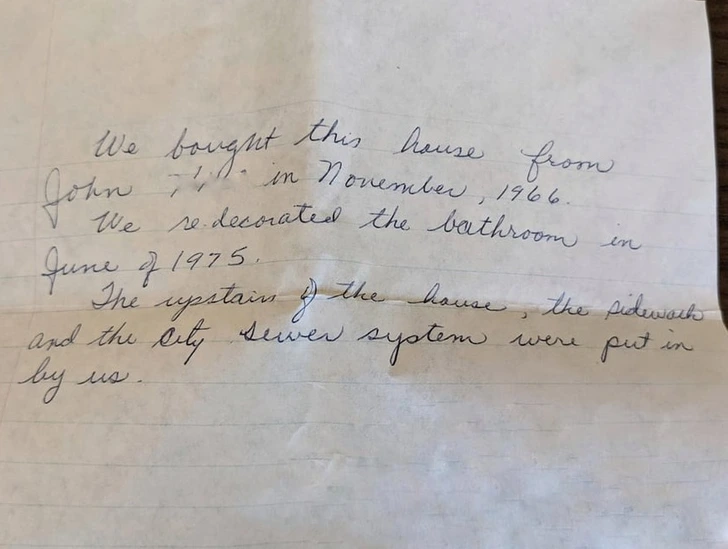 We bought this house from
John in November, 1966.
We re-decorated the bathroom in
June of 1975.
The upstairs of the house, the sidewalk
and the city sewer system were put in
by us.